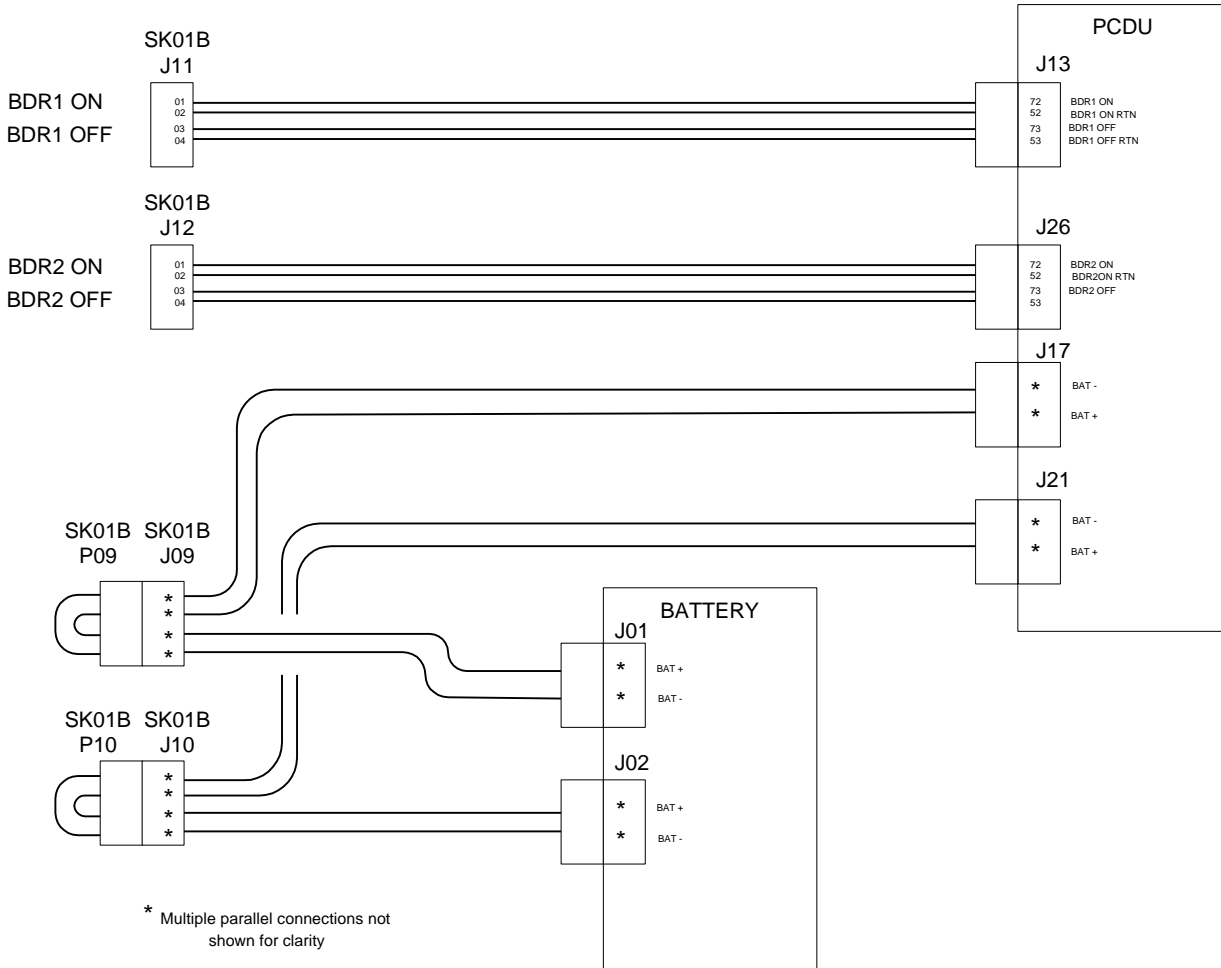 PCDU
SK01B
J11
J13
BDR1 ON
01
02
BDR1 OFF
03
04
72 BDR1 ON
52 BDR1 ON RTN
73 BDR1 OFF
53 BDR1 OFF RTN
SK01B
J12
J26
BDR2 ON
01
02
BDR2 OFF
03
04
72 BDR2 ON
52 BDR2ON RTN
73 BDR2 OFF
53
J17
* BAT -
* BAT +
J21
* BAT -
* BAT +
SK01B SK01B
P09 J09
*
*
*
*
BATTERY
J01
* BAT +
* BAT -
SK01B SK01B
P10 J10
*
*
*
*
J02
* BAT +
* BAT -
* Multiple parallel connections not
shown for clarity